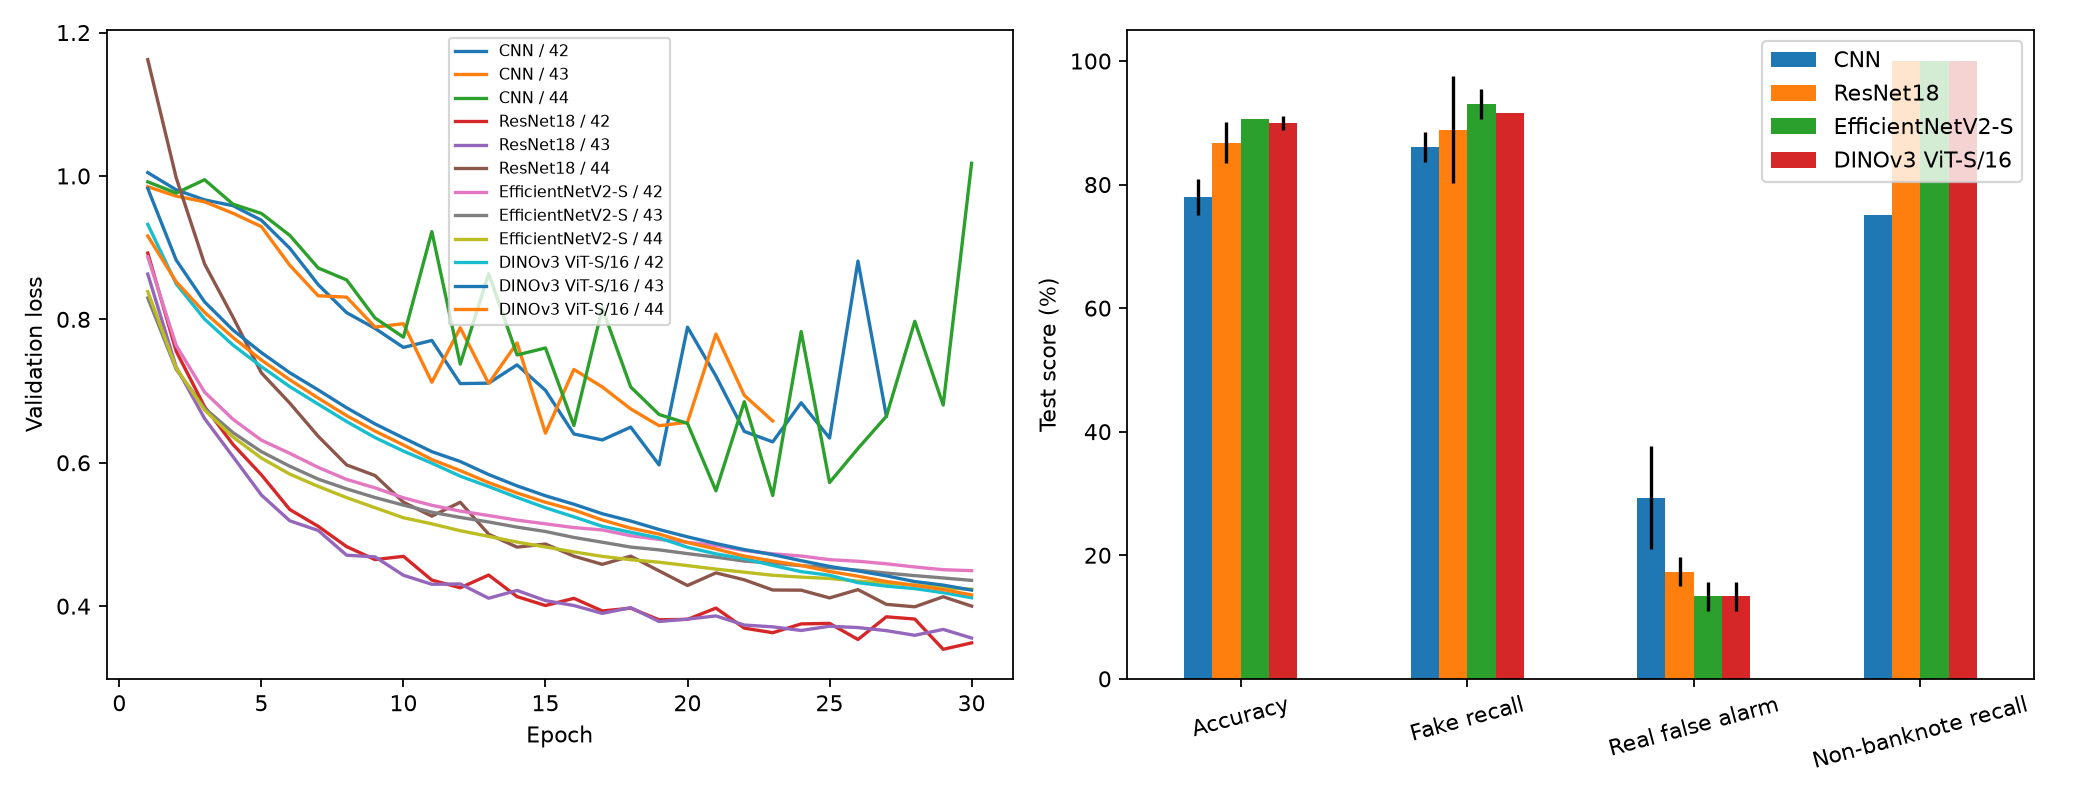 1.2
1.0
0.8
0.6
0.4
Validation loss
0
5
10
15
20
25
30
Epoch
CNN / 42
CNN / 43
CNN / 44
ResNet18 / 42
ResNet18 / 43
ResNet18 / 44
EfficientNetV2-S / 42
EfficientNetV2-S / 43
EfficientNetV2-S / 44
DINOv3 ViT-S/16 / 42
DINOv3 ViT-S/16 / 43
DINOv3 ViT-S/16 / 44
100
80
60
40
20
0
Test score (%)
Accuracy
Fake recall
Real false alarm
Non-banknote recall
CNN
ResNet18
EfficientNetV2-S
DINOv3 ViT-S/16